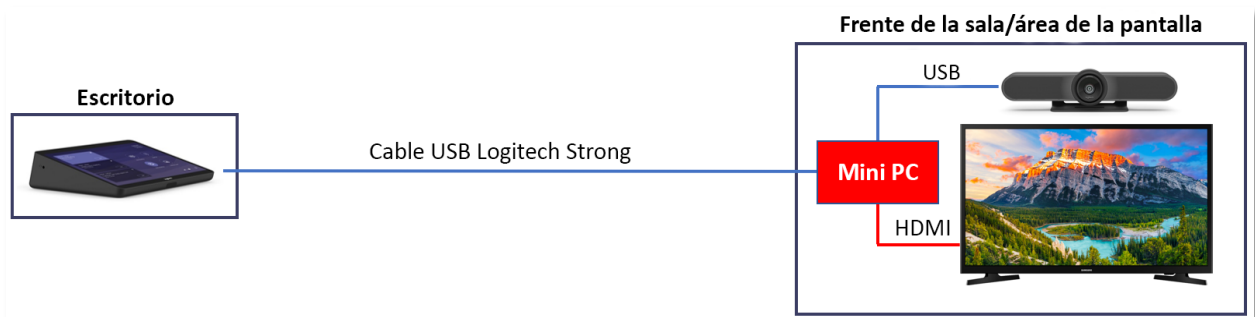 Frente de la sala/área de la pantalla
USB
Escritorio
Cable USB Logitech Strong
Mini PC
HDMI